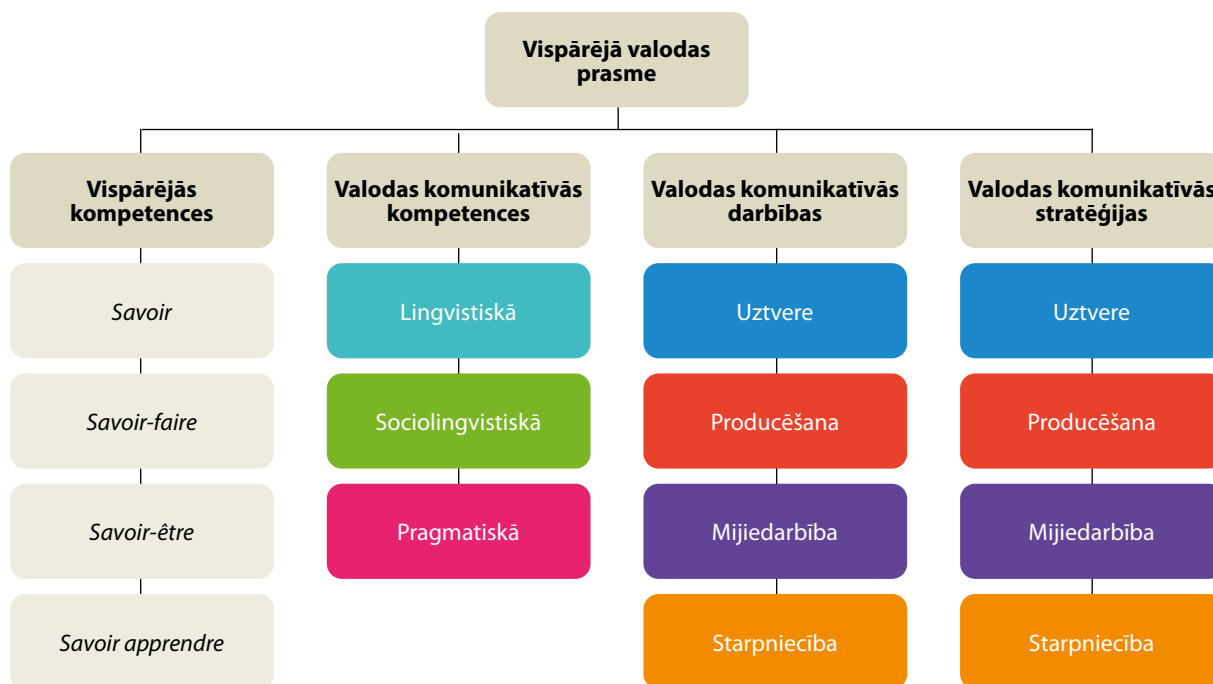 Vispārējā valodas
prasme
Vispārējās
kompetences
Savoir
Savoir-faire
Savoir-être
Savoir apprendre
Valodas komunikatīvās
kompetences
Lingvistiskā
Sociolingvistiskā
Pragmatiskā
Valodas komunikatīvās
darbības
Uztvere
Producēšana
Mijiedarbība
Starpniecība
Valodas komunikatīvās
stratēģijas
Uztvere
Producēšana
Mijiedarbība
Starpniecība